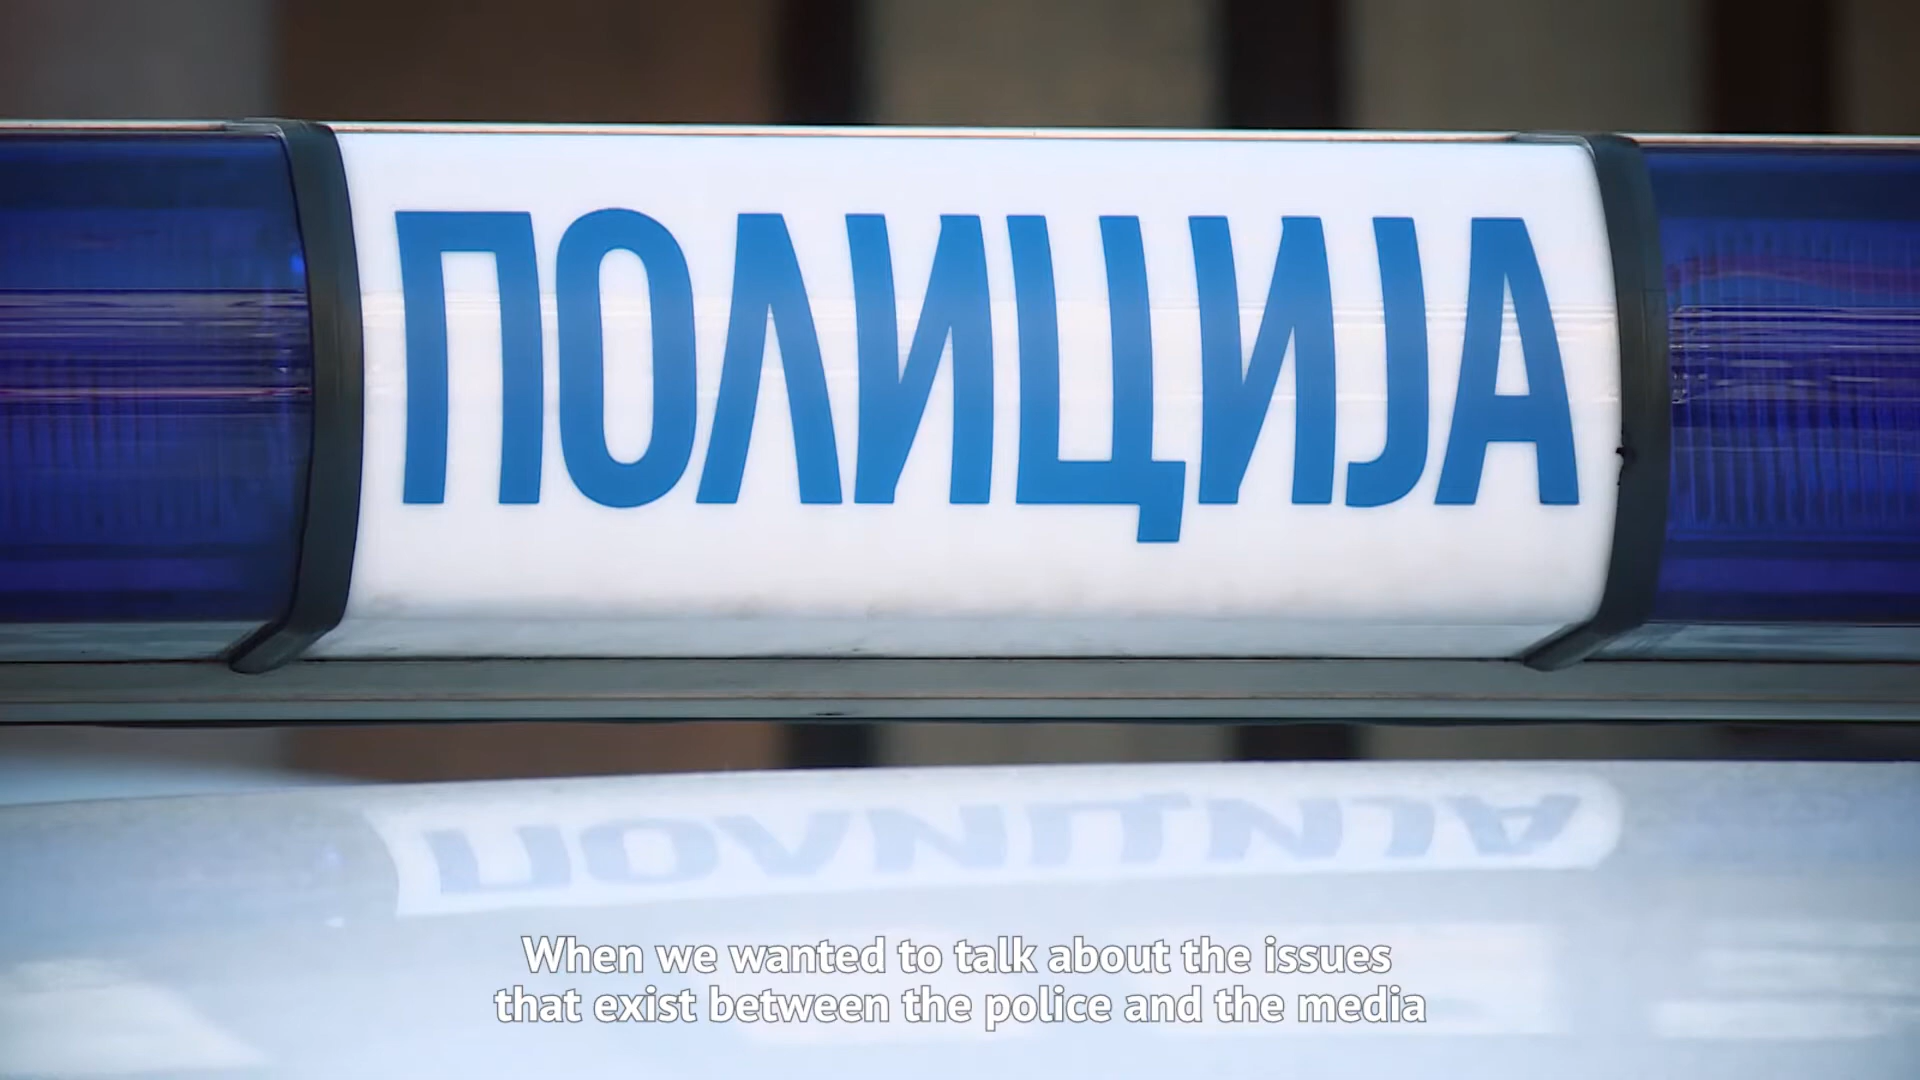 ПОЛИЦИЈА
When we wanted to talk about the issues
that exist between the police and the media